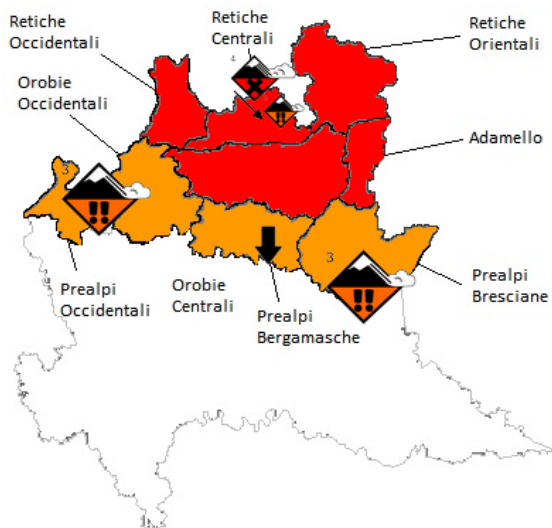 Retiche
Occidentali
Retiche
Centrali
Retiche
Orientali
Orobie
Occidentali
4
Adamello
3
!!
!!
Prealpi
Occidentali
Orobie
Centrali
Prealpi
Bergamasche
3
!!
Prealpi
Bresciane